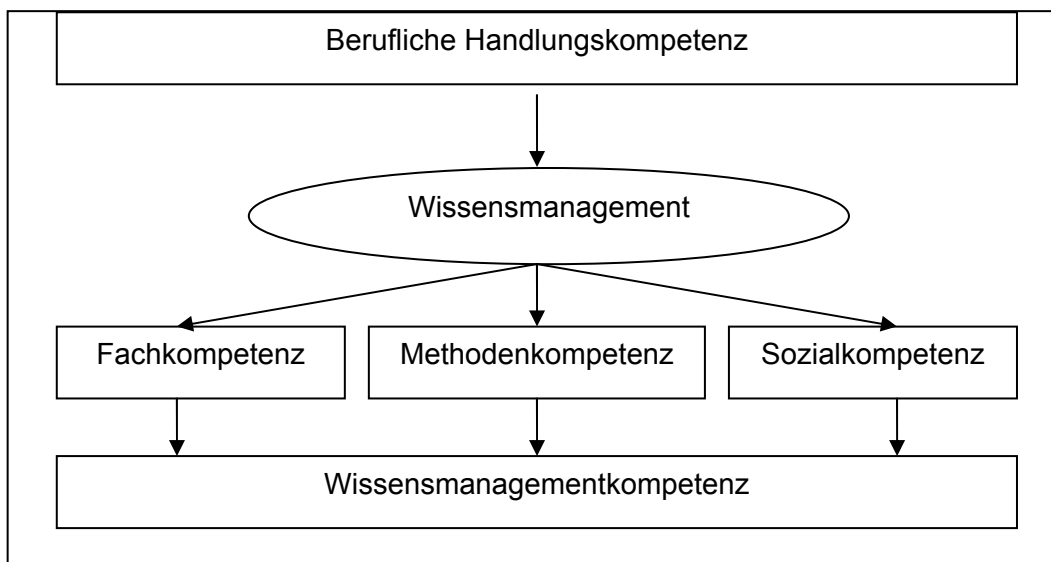 Berufliche Handlungskompetenz
Wissensmanagement
Fachkompetenz
Methodenkompetenz
Sozialkompetenz
Wissensmanagementkompetenz